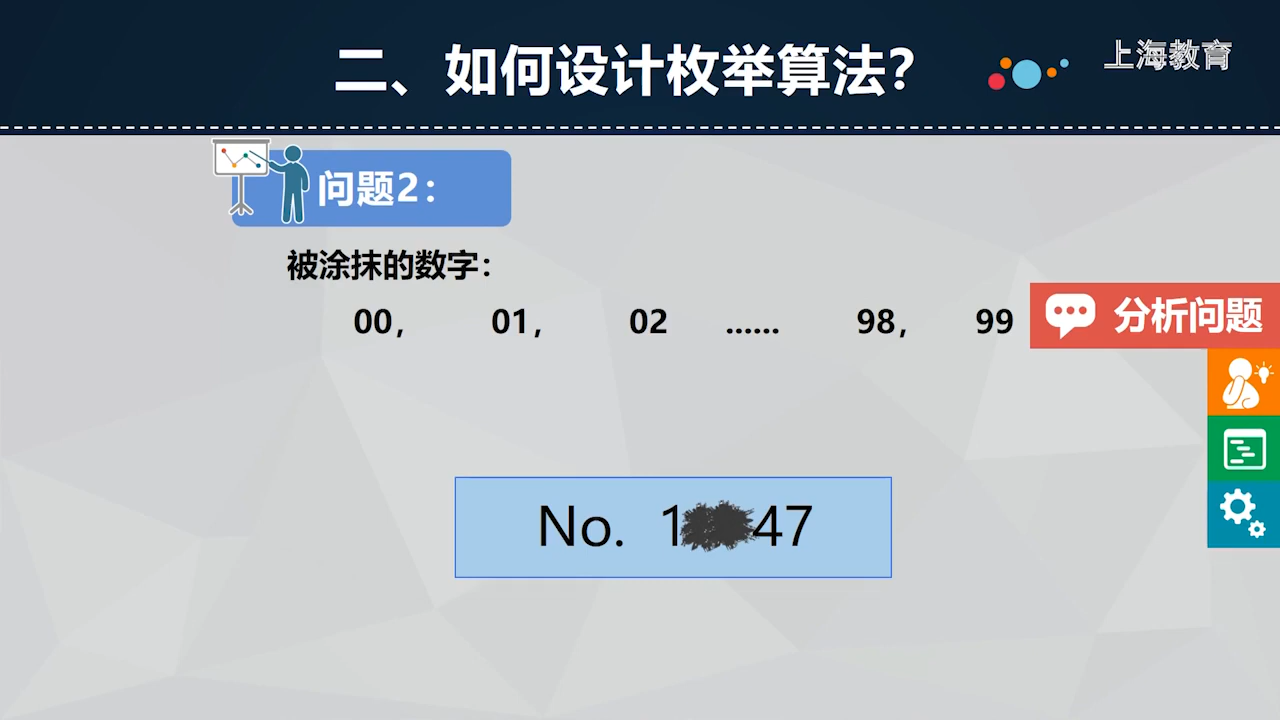 二、如何设计枚举算法?
上海教育
问题2：
被涂抹的数字：
00， 01， 02 …… 98， 99
分析问题
No. 1 47